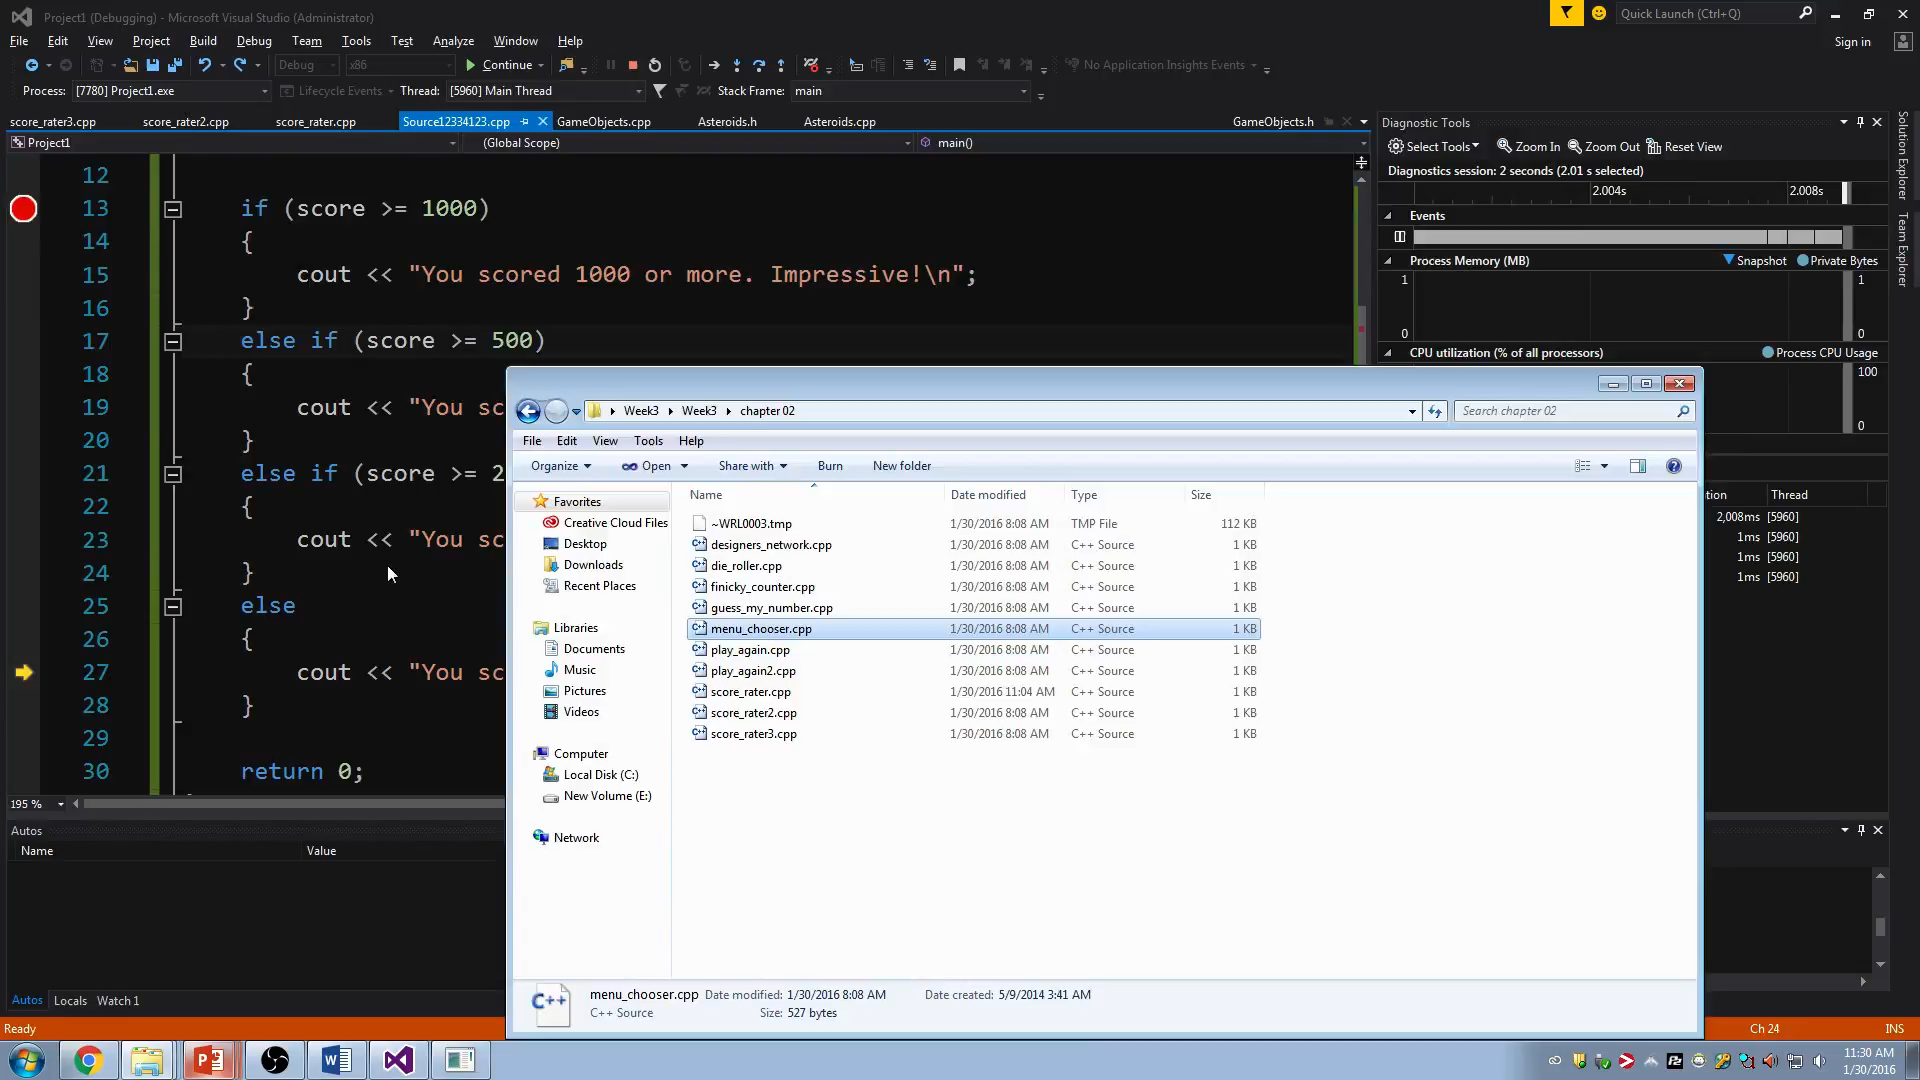 Project1 (Debugging) - Microsoft Visual Studio (Administrator)
Quick Launch (Ctrl+Q)
File Edit View Project Build Debug Team Tools Test Analyze Window Help
Sign in
Debug x86 Continue No Application Insights Events
Process: [7780] Project1.exe Lifecycle Events Thread: [5960] Main Thread Stack Frame: main
score_rater3.cpp score_rater2.cpp score_rater.cpp Source12334123.cpp GameObjects.cpp Asteroids.h Asteroids.cpp GameObjects.h
Project1 (Global Scope) main()
12
13 if (score >= 1000)
14 {
15 cout << "You scored 1000 or more. Impressive!\n";
16 }
17 else if (score >= 500)
18 {
19 cout << "You sc
20 }
21 else if (score >= 2
22 {
23 cout << "You sc
24 }
25 else
26 {
27 cout << "You sc
28 }
29
30 return 0;
195 %
Autos
Name Value
Autos Locals Watch 1
Ready Ch 24 INS
Diagnostic Tools
Select Tools Zoom In Zoom Out Reset View
Diagnostics session: 2 seconds (2.01 s selected)
2.004s 2.008s
Events
Process Memory (MB) Snapshot Private Bytes
1 1
0 0
CPU utilization (% of all processors) Process CPU Usage
100
0
tion Thread
2,008ms [5960]
1ms [5960]
1ms [5960]
1ms [5960]
Solution Explorer
Team Explorer
Week3 Week3 chapter 02
Search chapter 02
File Edit View Tools Help
Organize Open Share with Burn New folder
Favorites
Creative Cloud Files
Desktop
Downloads
Recent Places
Libraries
Documents
Music
Pictures
Videos
Computer
Local Disk (C:)
New Volume (E:)
Network
Name Date modified Type Size
~WRL0003.tmp 1/30/2016 8:08 AM TMP File 112 KB
designers_network.cpp 1/30/2016 8:08 AM C++ Source 1 KB
die_roller.cpp 1/30/2016 8:08 AM C++ Source 1 KB
finicky_counter.cpp 1/30/2016 8:08 AM C++ Source 1 KB
guess_my_number.cpp 1/30/2016 8:08 AM C++ Source 1 KB
menu_chooser.cpp 1/30/2016 8:08 AM C++ Source 1 KB
play_again.cpp 1/30/2016 8:08 AM C++ Source 1 KB
play_again2.cpp 1/30/2016 8:08 AM C++ Source 1 KB
score_rater.cpp 1/30/2016 11:04 AM C++ Source 1 KB
score_rater2.cpp 1/30/2016 8:08 AM C++ Source 1 KB
score_rater3.cpp 1/30/2016 8:08 AM C++ Source 1 KB
C++
menu_chooser.cpp Date modified: 1/30/2016 8:08 AM Date created: 5/9/2014 3:41 AM
C++ Source Size: 527 bytes
11:30 AM
1/30/2016